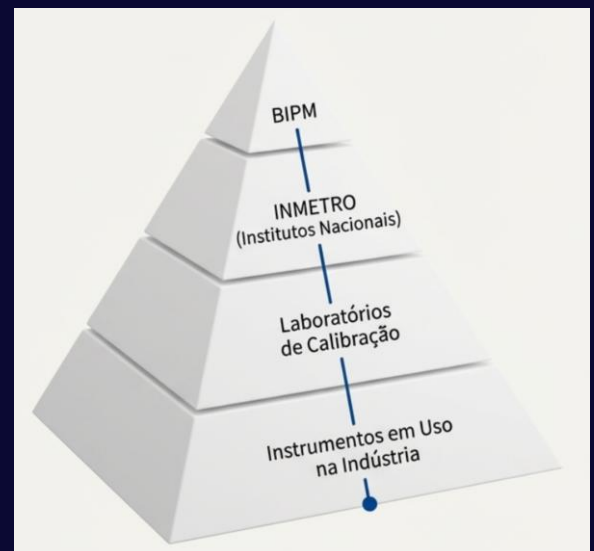 BIPM
INMETRO
(Institutos Nacionais)
Laboratórios
de Calibração
Instrumentos em Uso
na Indústria